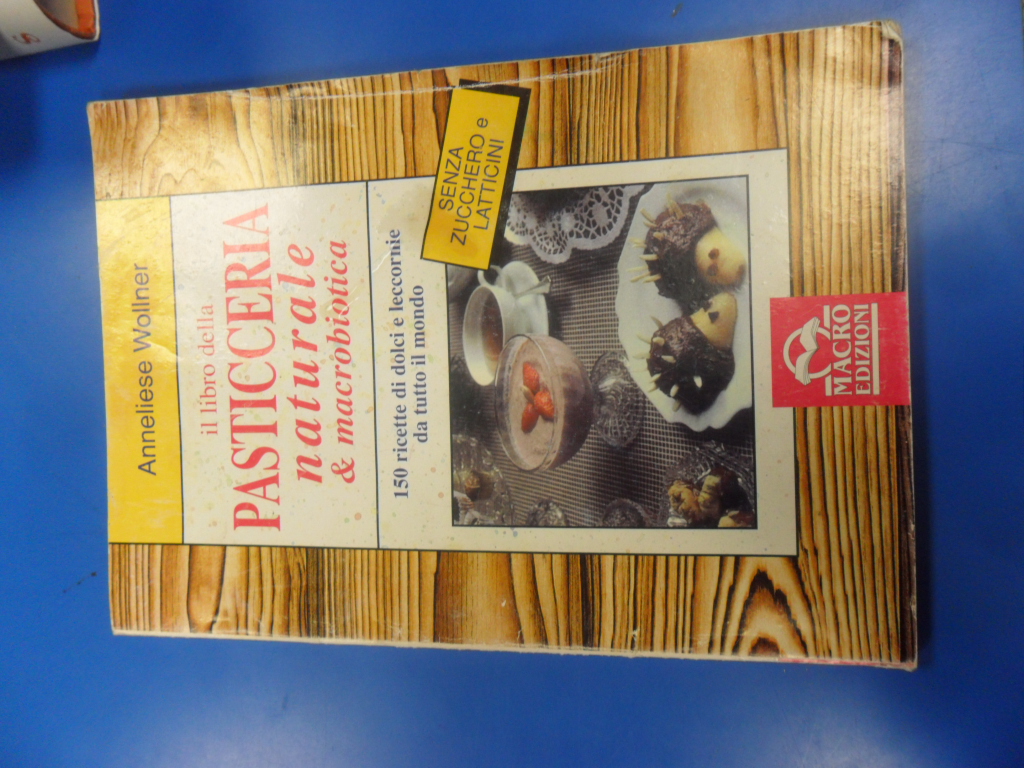 Anneliese Wollner
il libro della
PASTICCERIA
naturale
& macrobiotica
150 ricette di dolci e leccornie
da tutto il mondo
SENZA
ZUCCHERO e
LATTICINI
MACRO
EDIZIONI
S